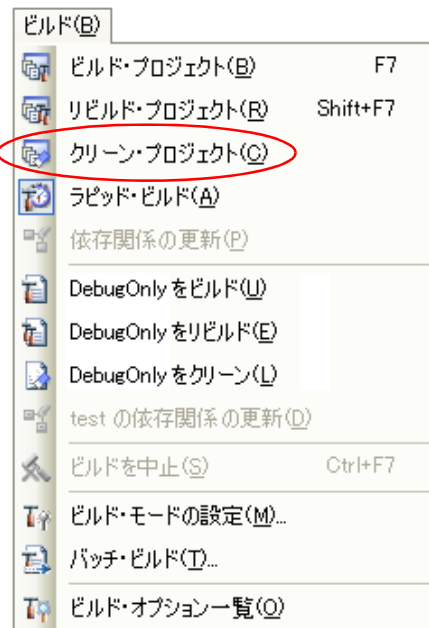 ビルド(B)
ビルド・プロジェクト(B) F7
リビルド・プロジェクト(R) Shift+F7
クリーン・プロジェクト(C)
ラピッド・ビルド(A)
依存関係の更新(P)
DebugOnly をビルド(U)
DebugOnly をリビルド(E)
DebugOnly をクリーン(L)
test の依存関係の更新(D)
ビルドを中止(S) Ctrl+F7
ビルド・モードの設定(M)...
バッチ・ビルド(T)...
ビルド・オプション一覧(O)